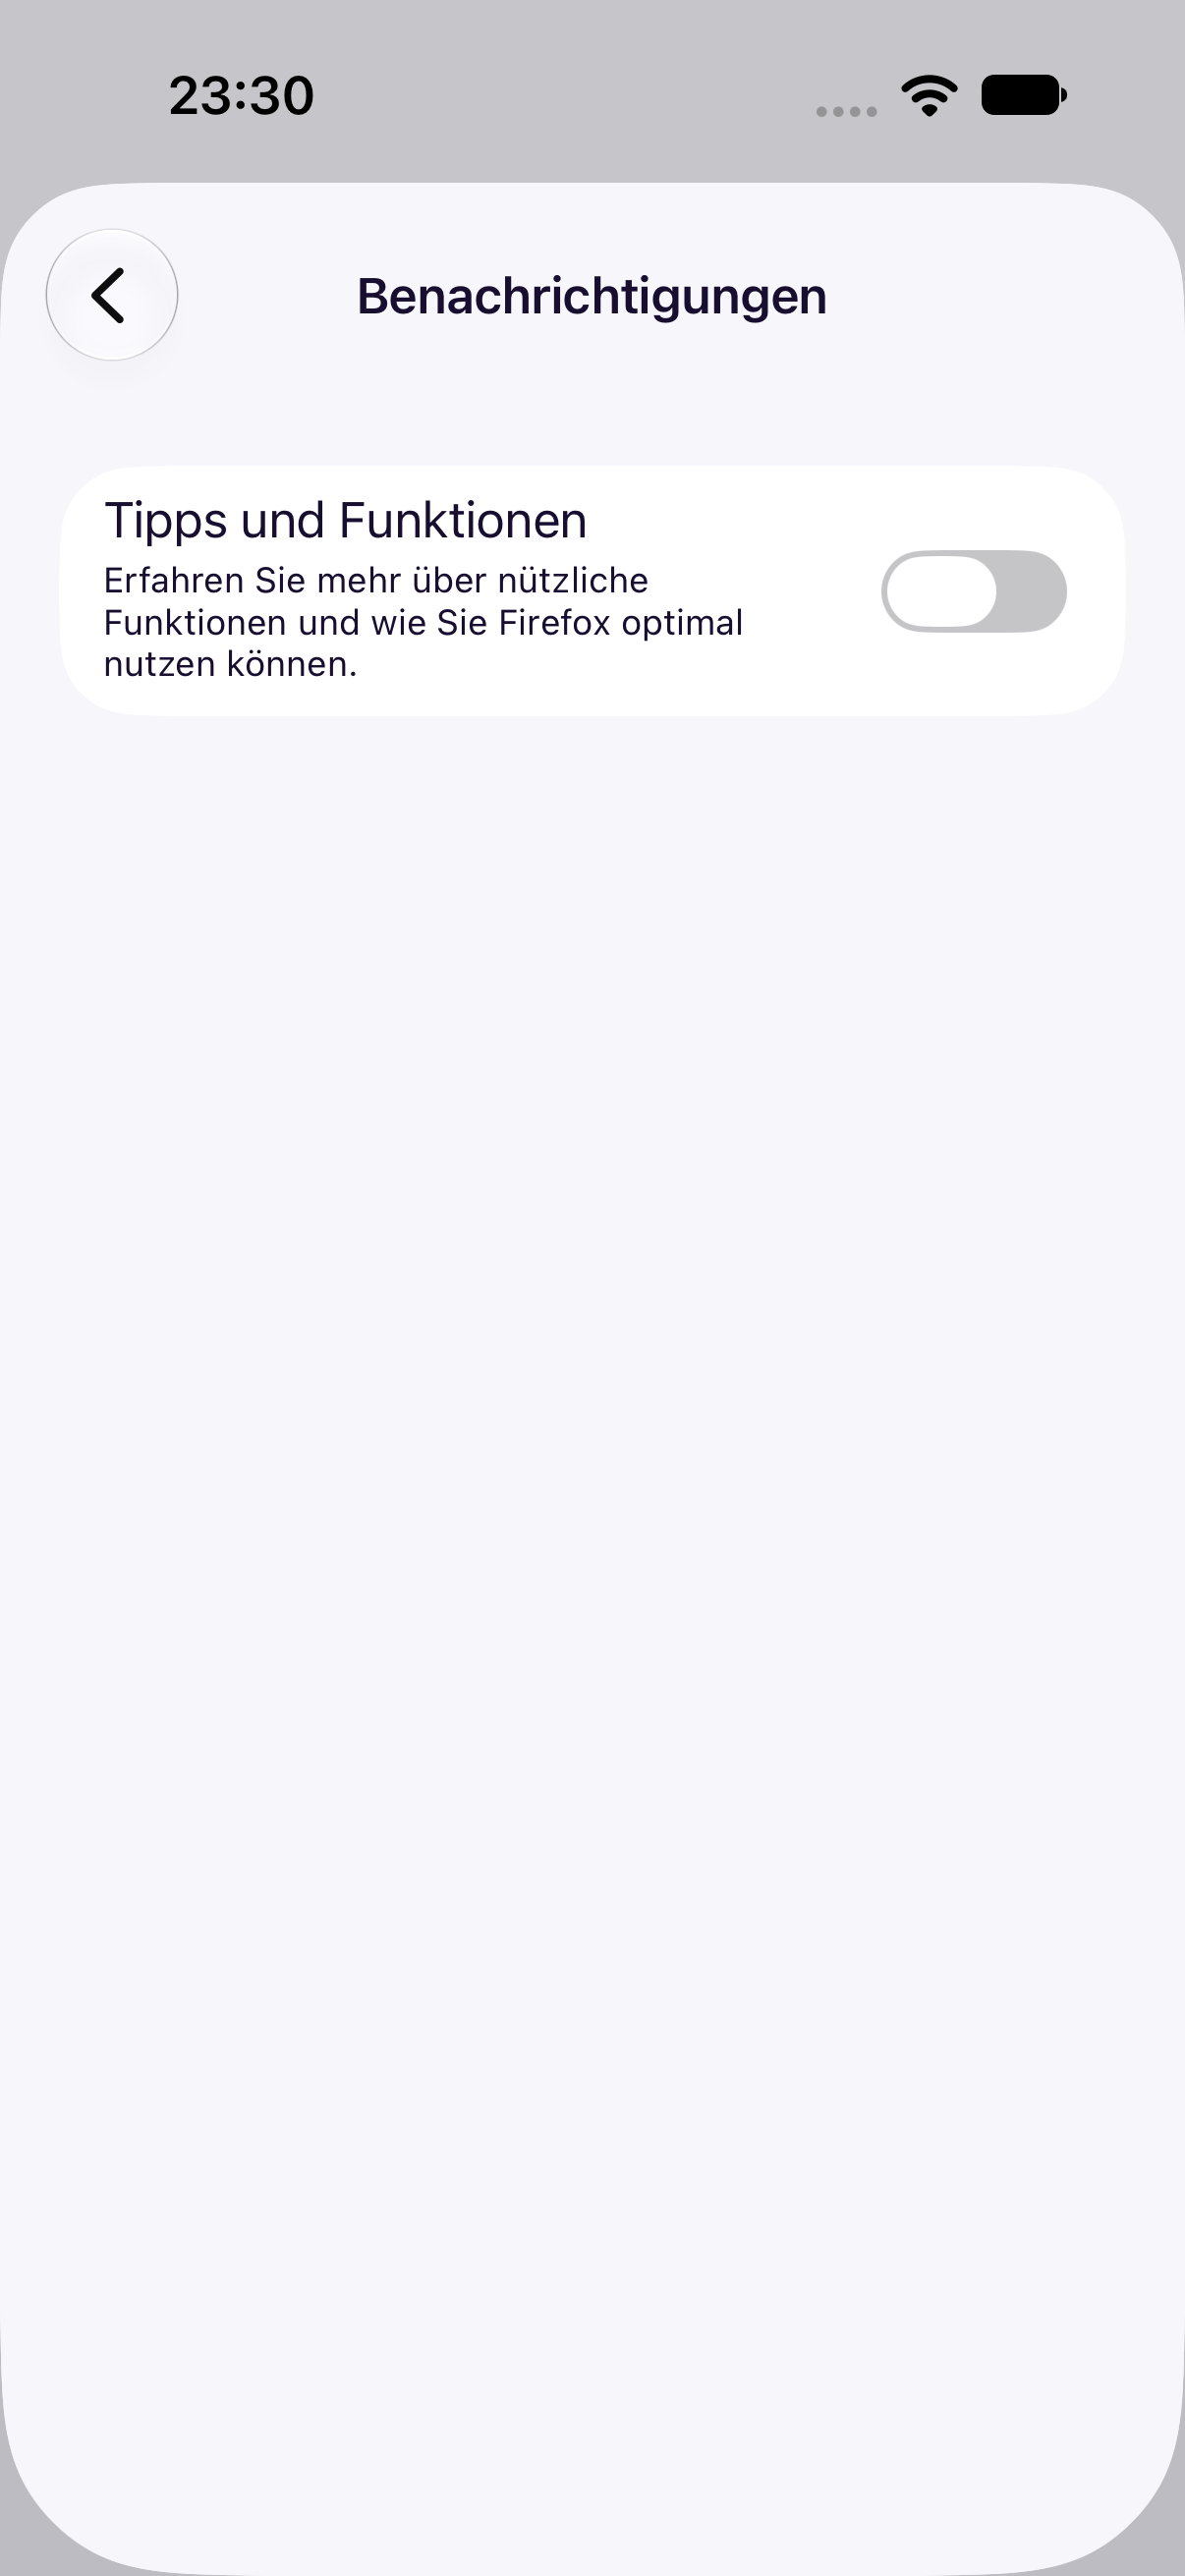 23:30
Benachrichtigungen
Tipps und Funktionen
Erfahren Sie mehr über nützliche
Funktionen und wie Sie Firefox optimal
nutzen können.